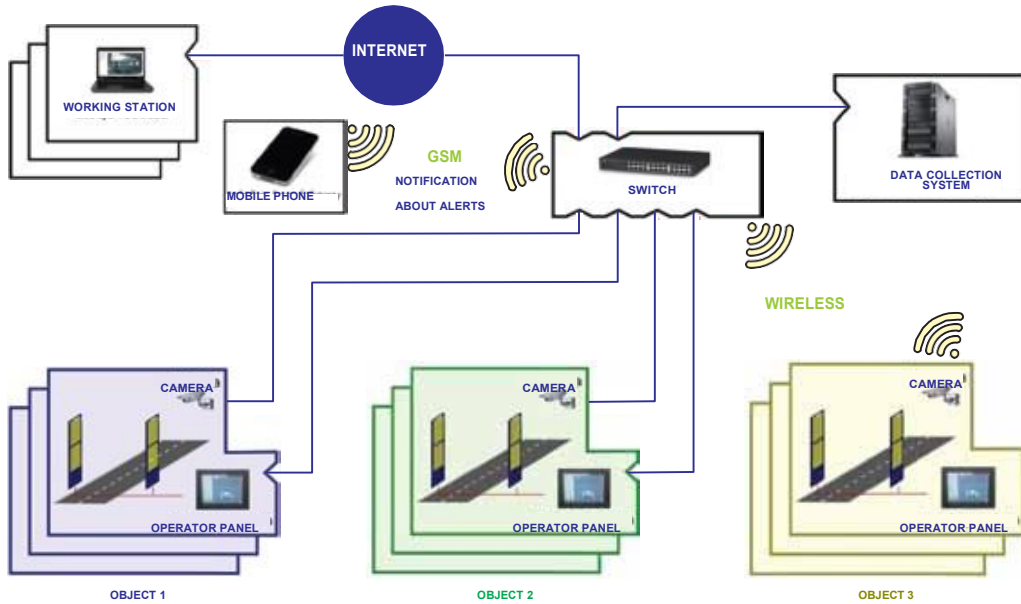 INTERNET
WORKING STATION
MOBILE PHONE
GSM
NOTIFICATION
ABOUT ALERTS
SWITCH
DATA COLLECTION
SYSTEM
WIRELESS
CAMERA
OPERATOR PANEL
OBJECT 1
CAMERA
OPERATOR PANEL
OBJECT 2
CAMERA
OPERATOR PANEL
OBJECT 3